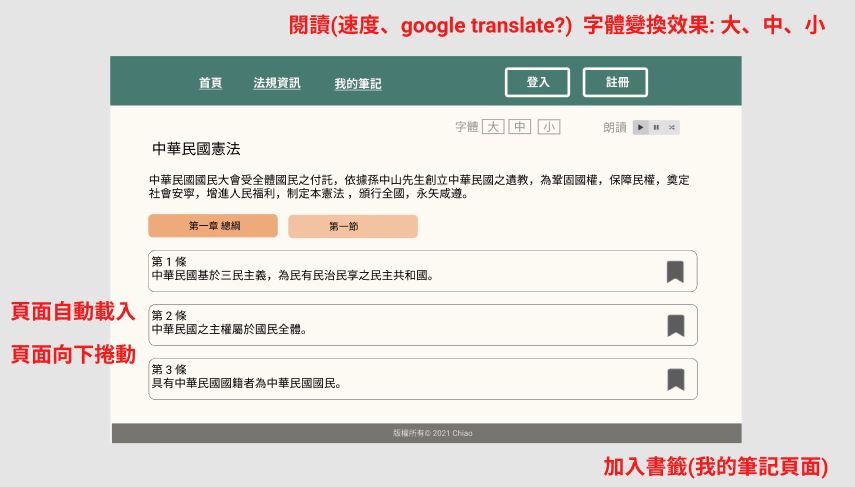 閱讀(速度、google translate?) 字體變換效果: 大、中、小
首頁 法規資訊 我的筆記 登入 註冊
字體 大 中 小 朗讀
中華民國憲法
中華民國國民大會受全體國民之付託，依據孫中山先生創立中華民國之遺教，為鞏固國權，保障民權，奠定
社會安寧，增進人民福利，制定本憲法 ，頒行全國，永矢咸遵。
第一章 總綱 第一節
第 1 條
中華民國基於三民主義，為民有民治民享之民主共和國。
頁面自動載入
第 2 條
中華民國之主權屬於國民全體。
頁面向下捲動
第 3 條
具有中華民國國籍者為中華民國國民。
版權所有© 2021 Chiao
加入書籤(我的筆記頁面)